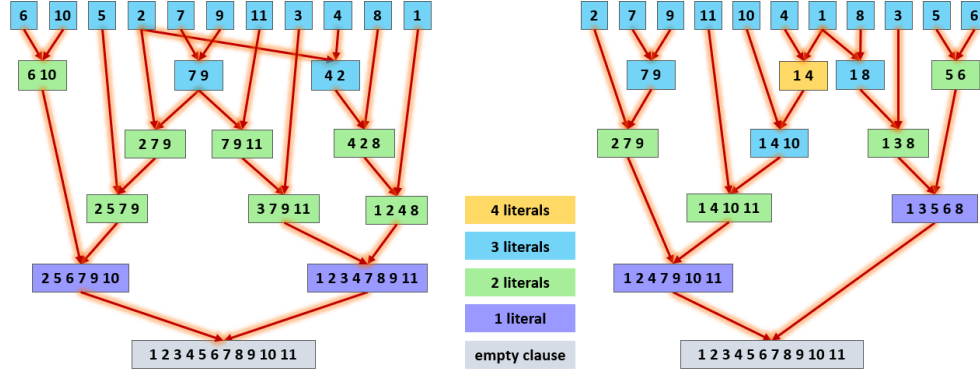 6 10 5 2 7 9 11 3 4 8 1
6 10 7 9 4 2
2 7 9 7 9 11 4 2 8
2 5 7 9 3 7 9 11 1 2 4 8
2 5 6 7 9 10 1 2 3 4 7 8 9 11
1 2 3 4 5 6 7 8 9 10 11
4 literals
3 literals
2 literals
1 literal
empty clause
2 7 9 11 10 4 1 8 3 5 6
7 9 1 4 1 8 5 6
2 7 9 1 4 10 1 3 8
1 4 10 11 1 3 5 6 8
1 2 4 7 9 10 11
1 2 3 4 5 6 7 8 9 10 11